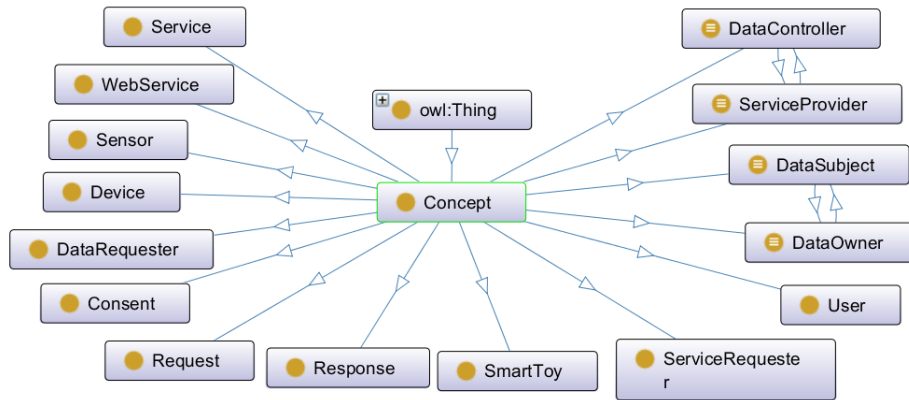 Service
DataController
WebService
owl:Thing
ServiceProvider
Sensor
DataSubject
Device
Concept
DataRequester
DataOwner
Consent
User
Request
Response
SmartToy
ServiceRequeste
r